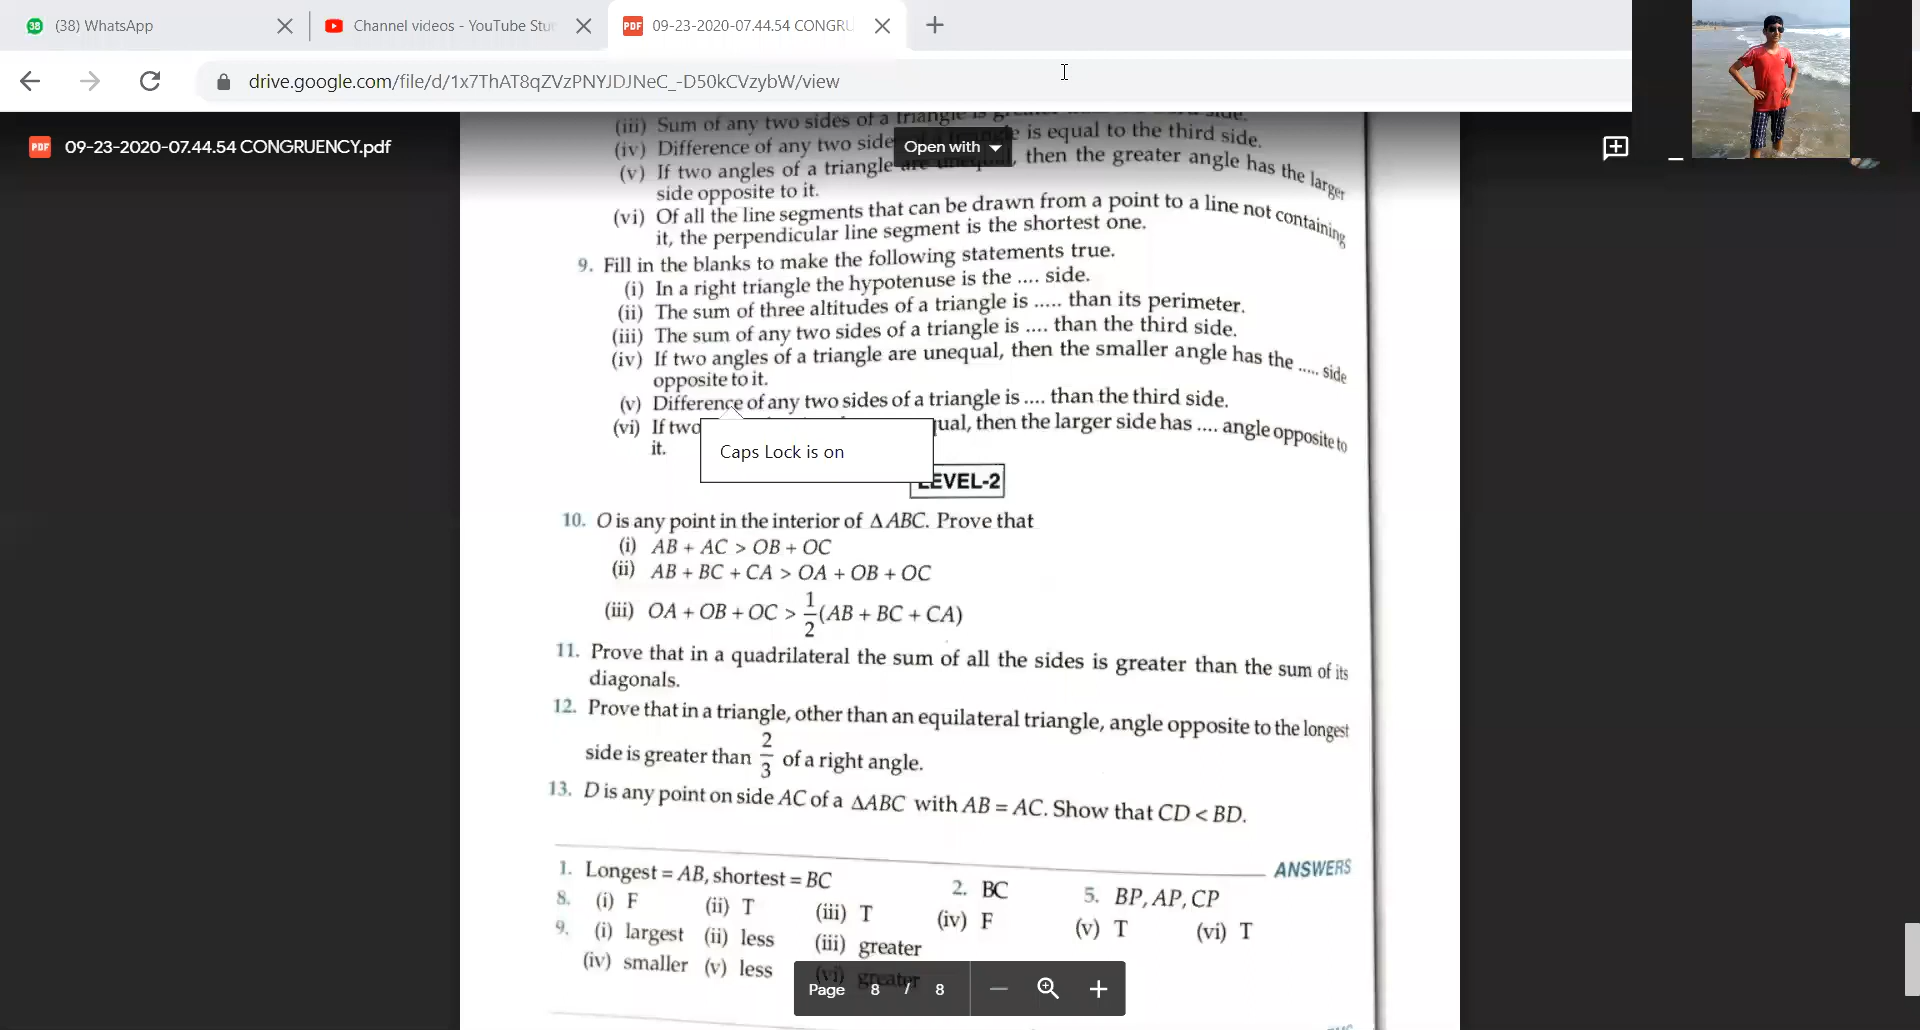 (38) WhatsApp
Channel videos - YouTube Stu
PDF 09-23-2020-07.44.54 CONGRU
drive.google.com/file/d/1x7ThAT8qZVzPNYJDJNeC_-D50kCVzybW/view
PDF 09-23-2020-07.44.54 CONGRUENCY.pdf
Open with
(iii) Sum of any two sides of a triangle is
(iv) Difference of any two side is equal to the third side.
(v) If two angles of a triangle are unequal, then the greater angle has the larger
side opposite to it.
(vi) Of all the line segments that can be drawn from a point to a line not containing
it, the perpendicular line segment is the shortest one.
9. Fill in the blanks to make the following statements true.
(i) In a right triangle the hypotenuse is the .... side.
(ii) The sum of three altitudes of a triangle is ..... than its perimeter.
(iii) The sum of any two sides of a triangle is .... than the third side.
(iv) If two angles of a triangle are unequal, then the smaller angle has the ..... side
opposite to it.
(v) Difference of any two sides of a triangle is .... than the third side.
(vi) If two qual, then the larger side has .... angle opposite to
it.
Caps Lock is on
LEVEL-2
10. O is any point in the interior of Δ ABC. Prove that
(i) AB + AC > OB + OC
(ii) AB + BC + CA > OA + OB + OC
(iii) OA + OB + OC > 1/2 (AB + BC + CA)
11. Prove that in a quadrilateral the sum of all the sides is greater than the sum of its
diagonals.
12. Prove that in a triangle, other than an equilateral triangle, angle opposite to the longest
side is greater than 2/3 of a right angle.
13. D is any point on side AC of a ΔABC with AB = AC. Show that CD < BD.
ANSWERS
1. Longest = AB, shortest = BC 2. BC 5. BP, AP, CP
8. (i) F (ii) T (iii) T (iv) F (v) T (vi) T
9. (i) largest (ii) less (iii) greater
(iv) smaller (v) less (vi) greater
Page 8 / 8